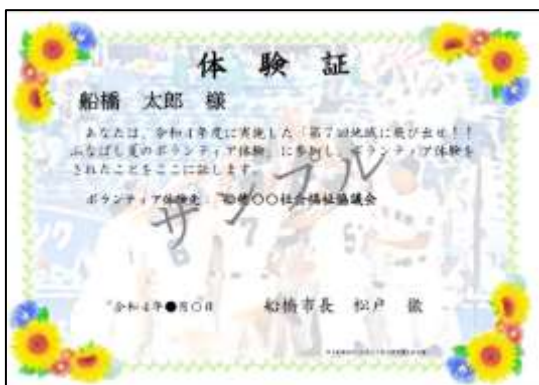 体験証
船橋 太郎 様
あなたは、令和4年度に実施した「第7回地域に飛び出せ！！
ふなばし夏のボランティア体験」に参加し、ボランティア体験を
されたことをここに証します。
ボランティア体験先 船橋〇〇社会福祉協議会
サンプル
令和4年●月〇日
船橋市長 松戸 徹